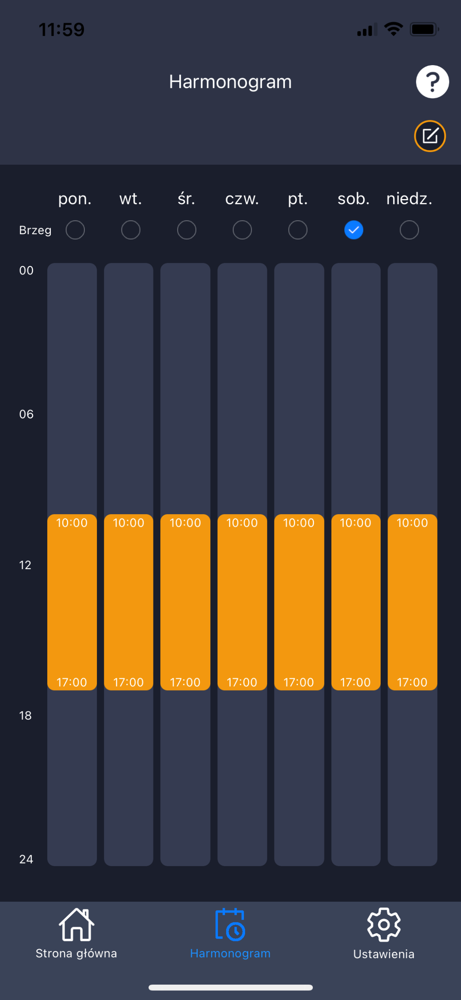 11:59
Harmonogram
pon. wt. śr. czw. pt. sob. niedz.
Brzeg
00
06
10:00 10:00 10:00 10:00 10:00 10:00 10:00
12
17:00 17:00 17:00 17:00 17:00 17:00 17:00
18
24
Strona główna Harmonogram Ustawienia